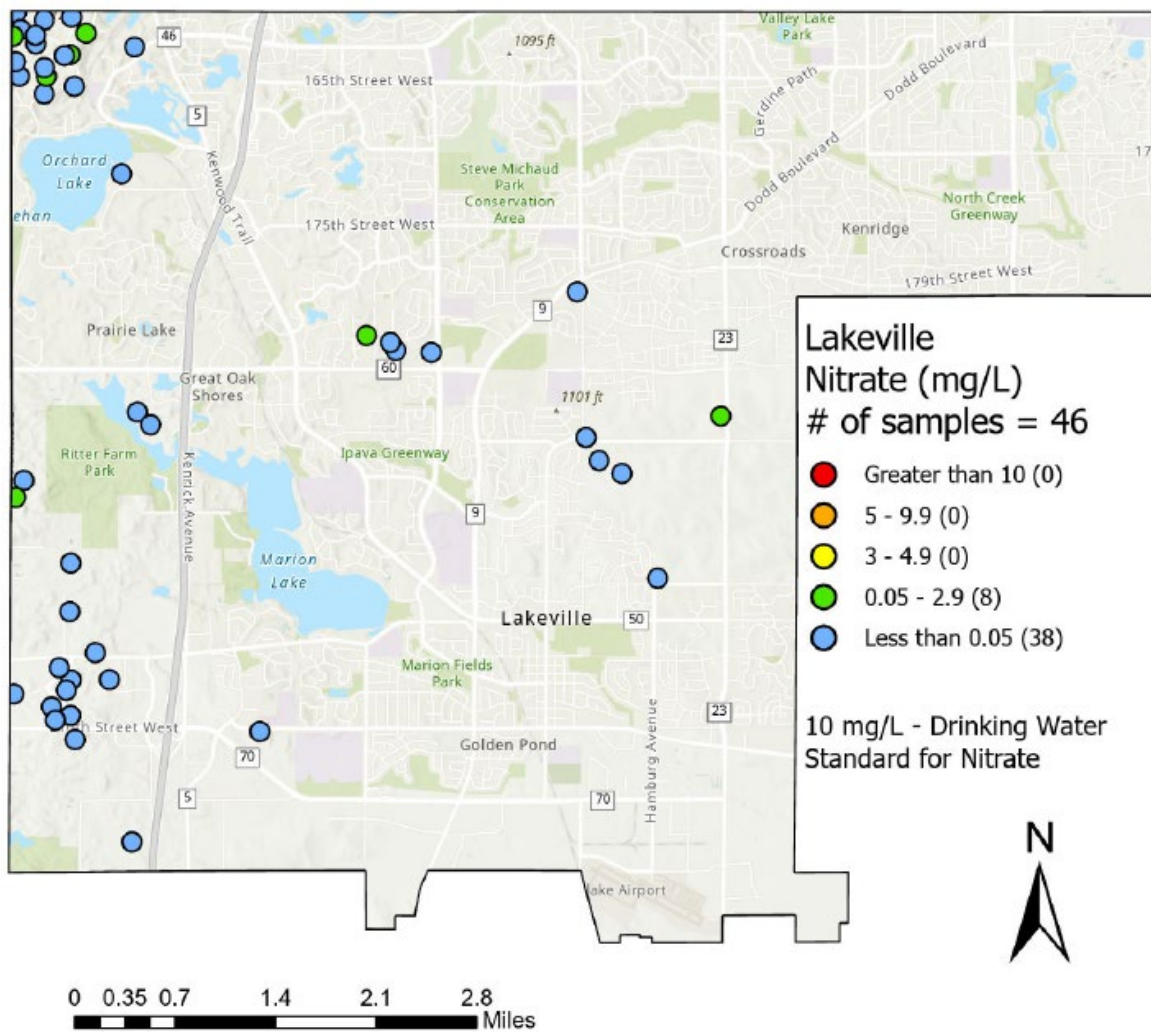 Valley Lake
Park
46
1095 ft
165th Street West
Dodd Boulevard
Gerdine Path
5
Orchard
Lake
Kenwood Trail
Steve Michaud
Park
Conservation
Area
17
ehan
175th Street West
Dodd Boulevard
North Creek
Greenway
Kenridge
Crossroads
179th Street West
9
Prairie Lake
23
60
Great Oak
Shores
1101 ft
Ritter Farm
Park
Ipava Greenway
Kenrick Avenue
9
Marion
Lake
Lakeville
50
Marion Fields
Park
Street West
23
Golden Pond
70
Hamburg Avenue
5
70
lake Airport
Lakeville
Nitrate (mg/L)
# of samples = 46
Greater than 10 (0)
5 - 9.9 (0)
3 - 4.9 (0)
0.05 - 2.9 (8)
Less than 0.05 (38)
10 mg/L - Drinking Water
Standard for Nitrate
N
0 0.35 0.7 1.4 2.1 2.8
Miles